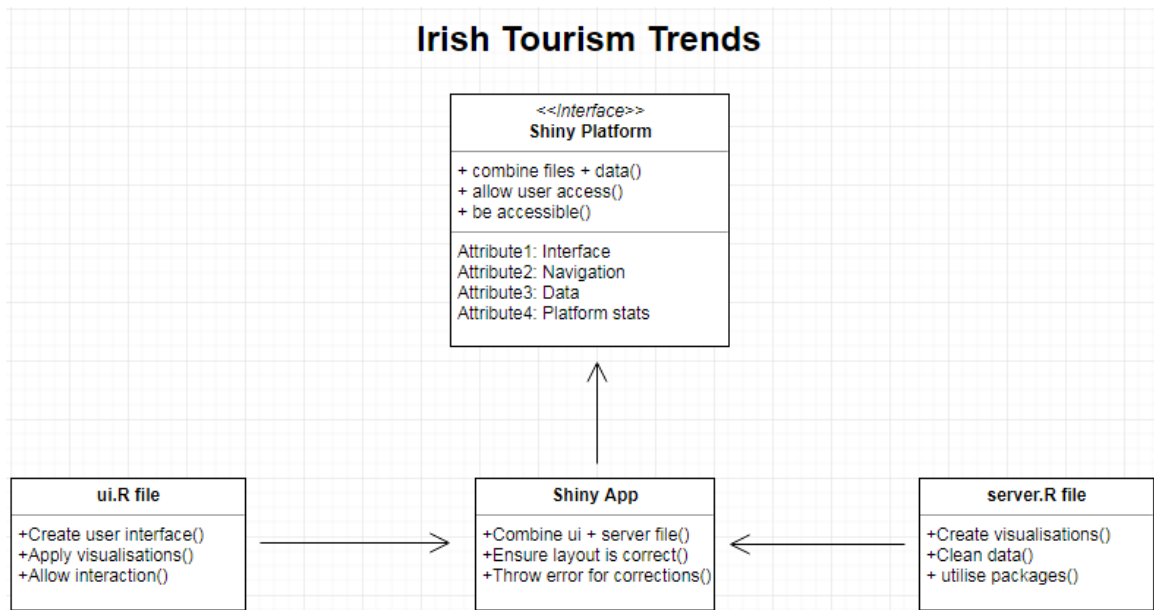 Irish Tourism Trends
<<Interface>>
Shiny Platform
+ combine files + data()
+ allow user access()
+ be accessible()
Attribute1: Interface
Attribute2: Navigation
Attribute3: Data
Attribute4: Platform stats
ui.R file
+Create user interface()
+Apply visualisations()
+Allow interaction()
Shiny App
+Combine ui + server file()
+Ensure layout is correct()
+Throw error for corrections()
server.R file
+Create visualisations()
+Clean data()
+ utilise packages()